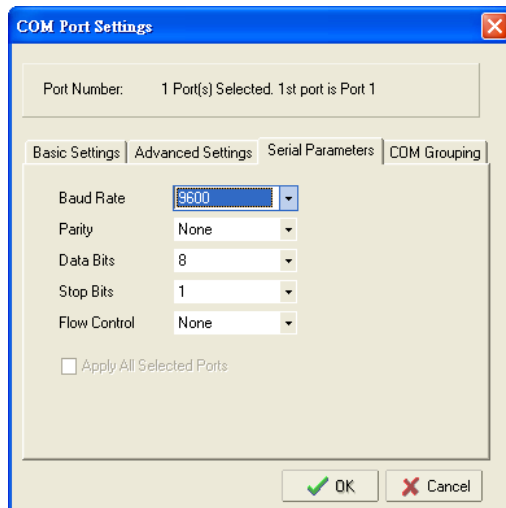 COM Port Settings
Port Number: 1 Port(s) Selected. 1st port is Port 1
Basic Settings Advanced Settings Serial Parameters COM Grouping
Baud Rate 9600
Parity None
Data Bits 8
Stop Bits 1
Flow Control None
Apply All Selected Ports
OK Cancel